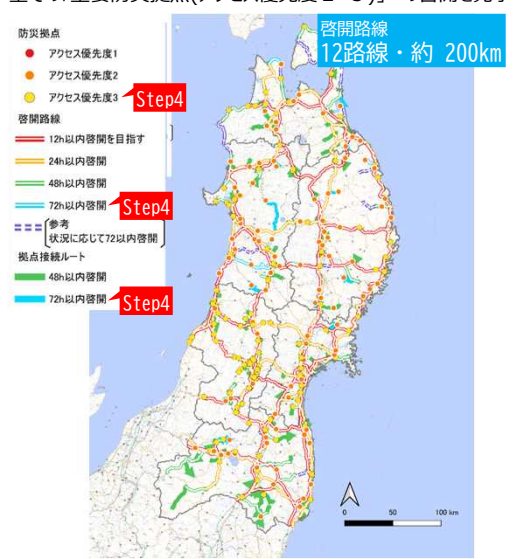 啓開路線
12路線・約 200km
防災拠点
アクセス優先度1
アクセス優先度2
アクセス優先度3
Step4
啓開路線
12h以内啓開を目指す
24h以内啓開
48h以内啓開
72h以内啓開
Step4
参考
状況に応じて72以内啓開
拠点接続ルート
48h以内啓開
72h以内啓開
Step4
0 50 100 km